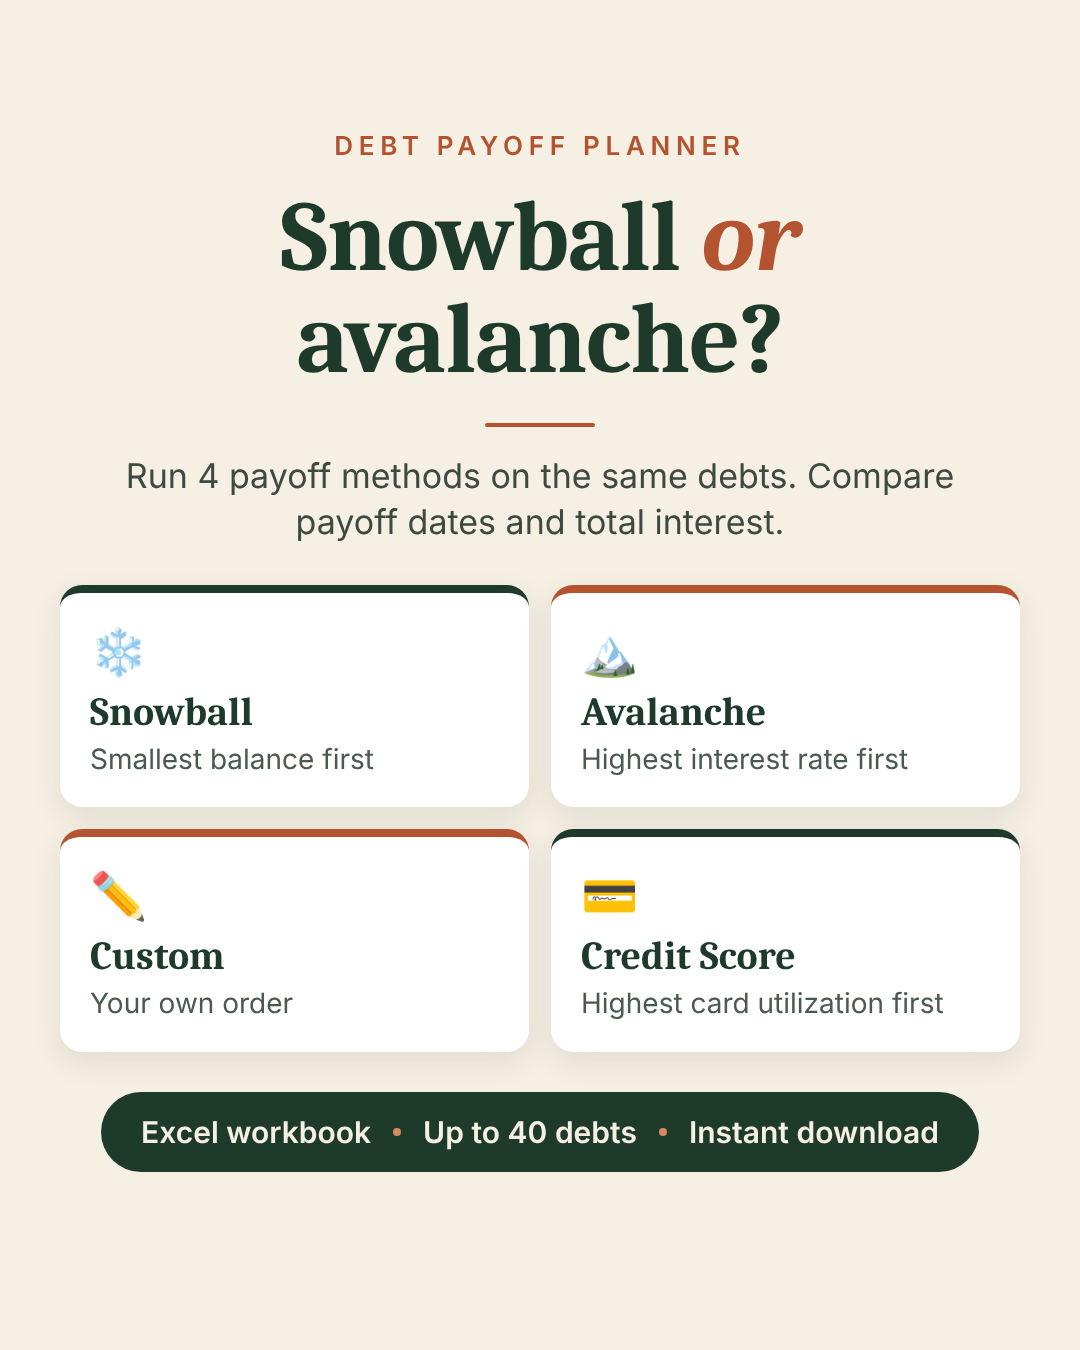 DEBT PAYOFF PLANNER
Snowball or
avalanche?
Run 4 payoff methods on the same debts. Compare
payoff dates and total interest.
Snowball
Smallest balance first
Avalanche
Highest interest rate first
Custom
Your own order
Credit Score
Highest card utilization first
Excel workbook • Up to 40 debts • Instant download